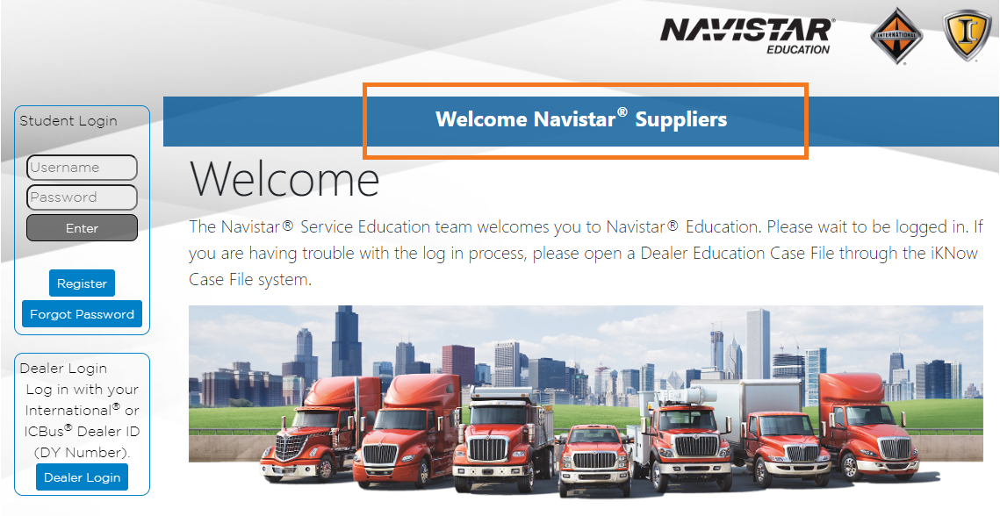 NAVISTAR®
EDUCATION
INTERNATIONAL
®
IC
®
Welcome Navistar® Suppliers
Student Login
Username
Password
Enter
Register
Forgot Password
Dealer Login
Log in with your
International® or
ICBus® Dealer ID
(DY Number).
Dealer Login
Welcome
The Navistar® Service Education team welcomes you to Navistar® Education. Please wait to be logged in. If
you are having trouble with the log in process, please open a Dealer Education Case File through the iKNow
Case File system.